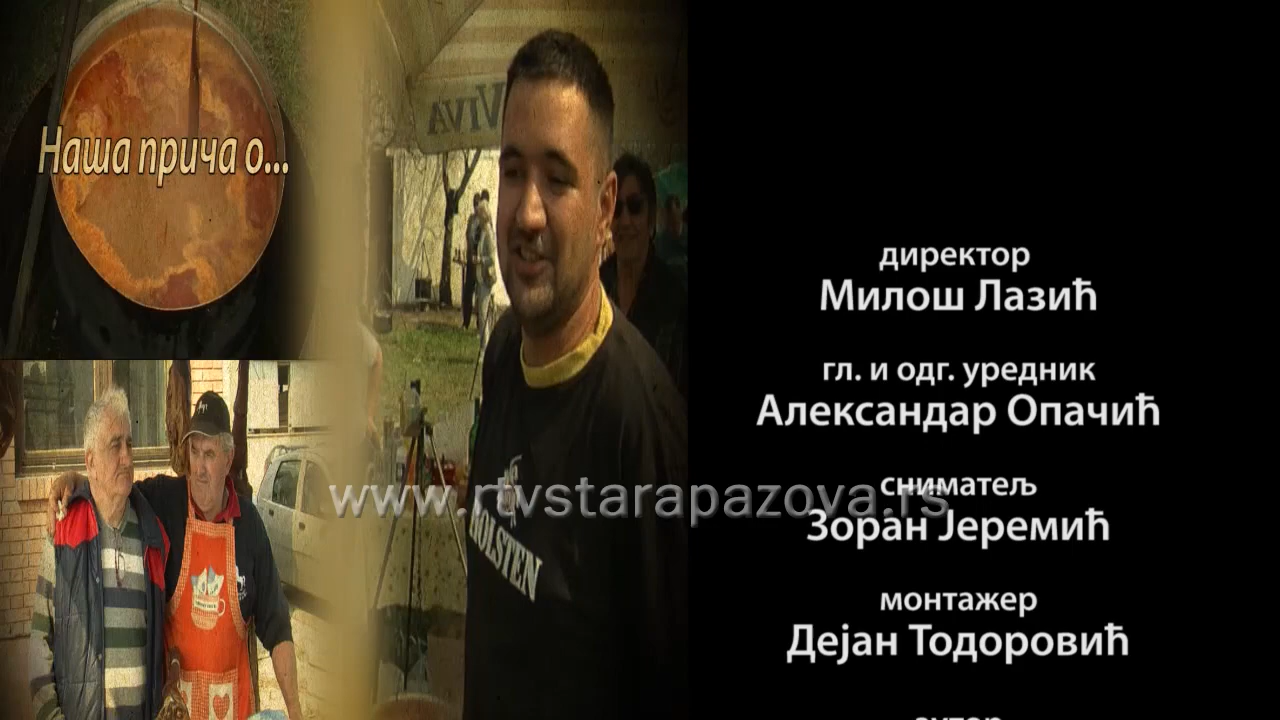 Наша прича о...
VIVA
HOLSTEN
www.rtvstarapazova.rs
директор
Милош Лазић
гл. и одг. уредник
Александар Опачић
сниматељ
Зоран Јеремић
монтажер
Дејан Тодоровић